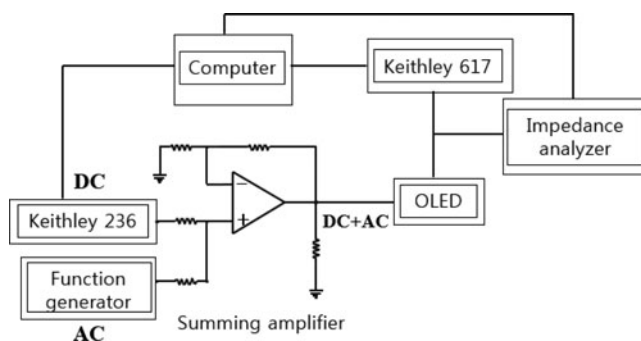 Computer
Keithley 617
Impedance
analyzer
DC
Keithley 236
−
+
OLED
DC+AC
Function
generator
AC
Summing amplifier